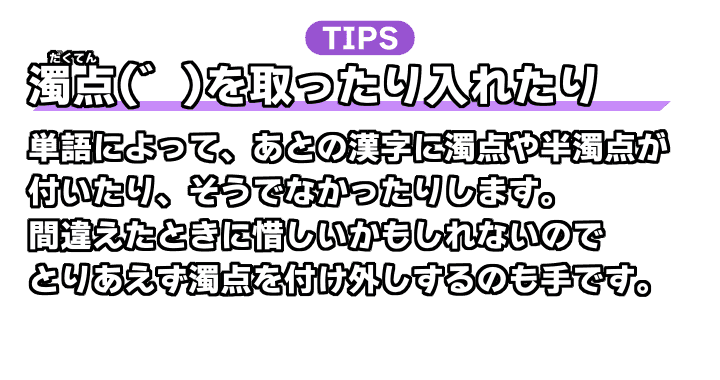 TIPS
だくてん
濁点(゛)を取ったり入れたり
単語によって、あとの漢字に濁点や半濁点が
付いたり、そうでなかったりします。
間違えたときに惜しいかもしれないので
とりあえず濁点を付け外しするのも手です。